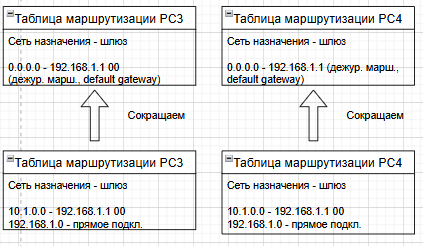 Таблица маршрутизации PC3
Сеть назначения - шлюз
0.0.0.0 - 192.168.1.1 00
(дежур. марш., default gateway)
Таблица маршрутизации PC4
Сеть назначения - шлюз
0.0.0.0 - 192.168.1.1 (дежур. марш.,
default gateway)
Сокращаем
Сокращаем
Таблица маршрутизации PC3
Сеть назначения - шлюз
10.1.0.0 - 192.168.1.1 00
192.168.1.0 - прямое подкл.
Таблица маршрутизации PC4
Сеть назначения - шлюз
10.1.0.0 - 192.168.1.1 00
192.168.1.0 - прямое подкл.